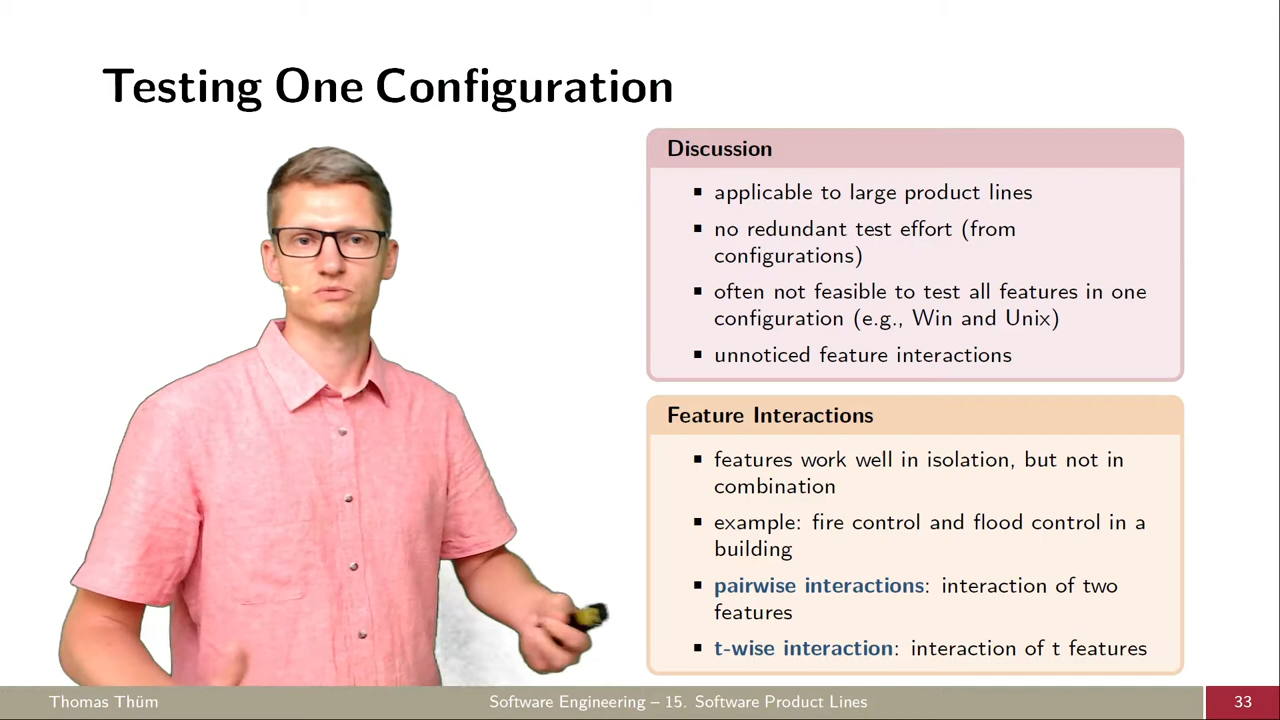 Testing One Configuration
Discussion
▪ applicable to large product lines
▪ no redundant test effort (from
configurations)
▪ often not feasible to test all features in one
configuration (e.g., Win and Unix)
▪ unnoticed feature interactions
Feature Interactions
▪ features work well in isolation, but not in
combination
▪ example: fire control and flood control in a
building
▪ pairwise interactions: interaction of two
features
▪ t-wise interaction: interaction of t features
Thomas Thüm
Software Engineering – 15. Software Product Lines
33